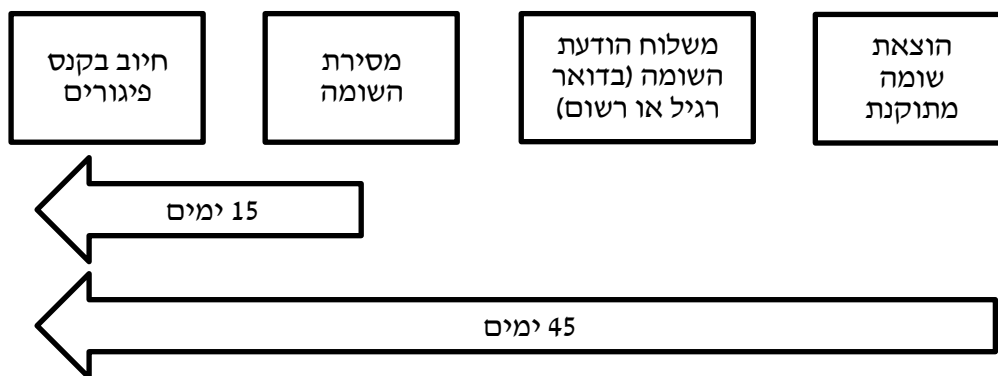 הוצאת
שומה
מתוקנת
משלוח הודעת
השומה (בדואר
רגיל או רשום)
מסירת
השומה
חיוב בקנס
פיגורים
15 ימים
45 ימים